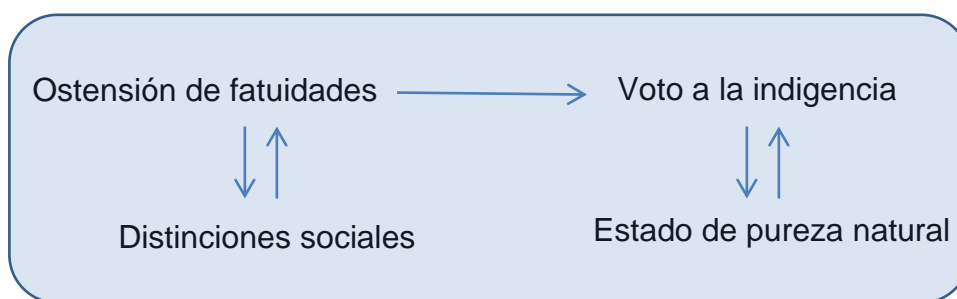 Ostensión de fatuidades
Voto a la indigencia
Distinciones sociales
Estado de pureza natural